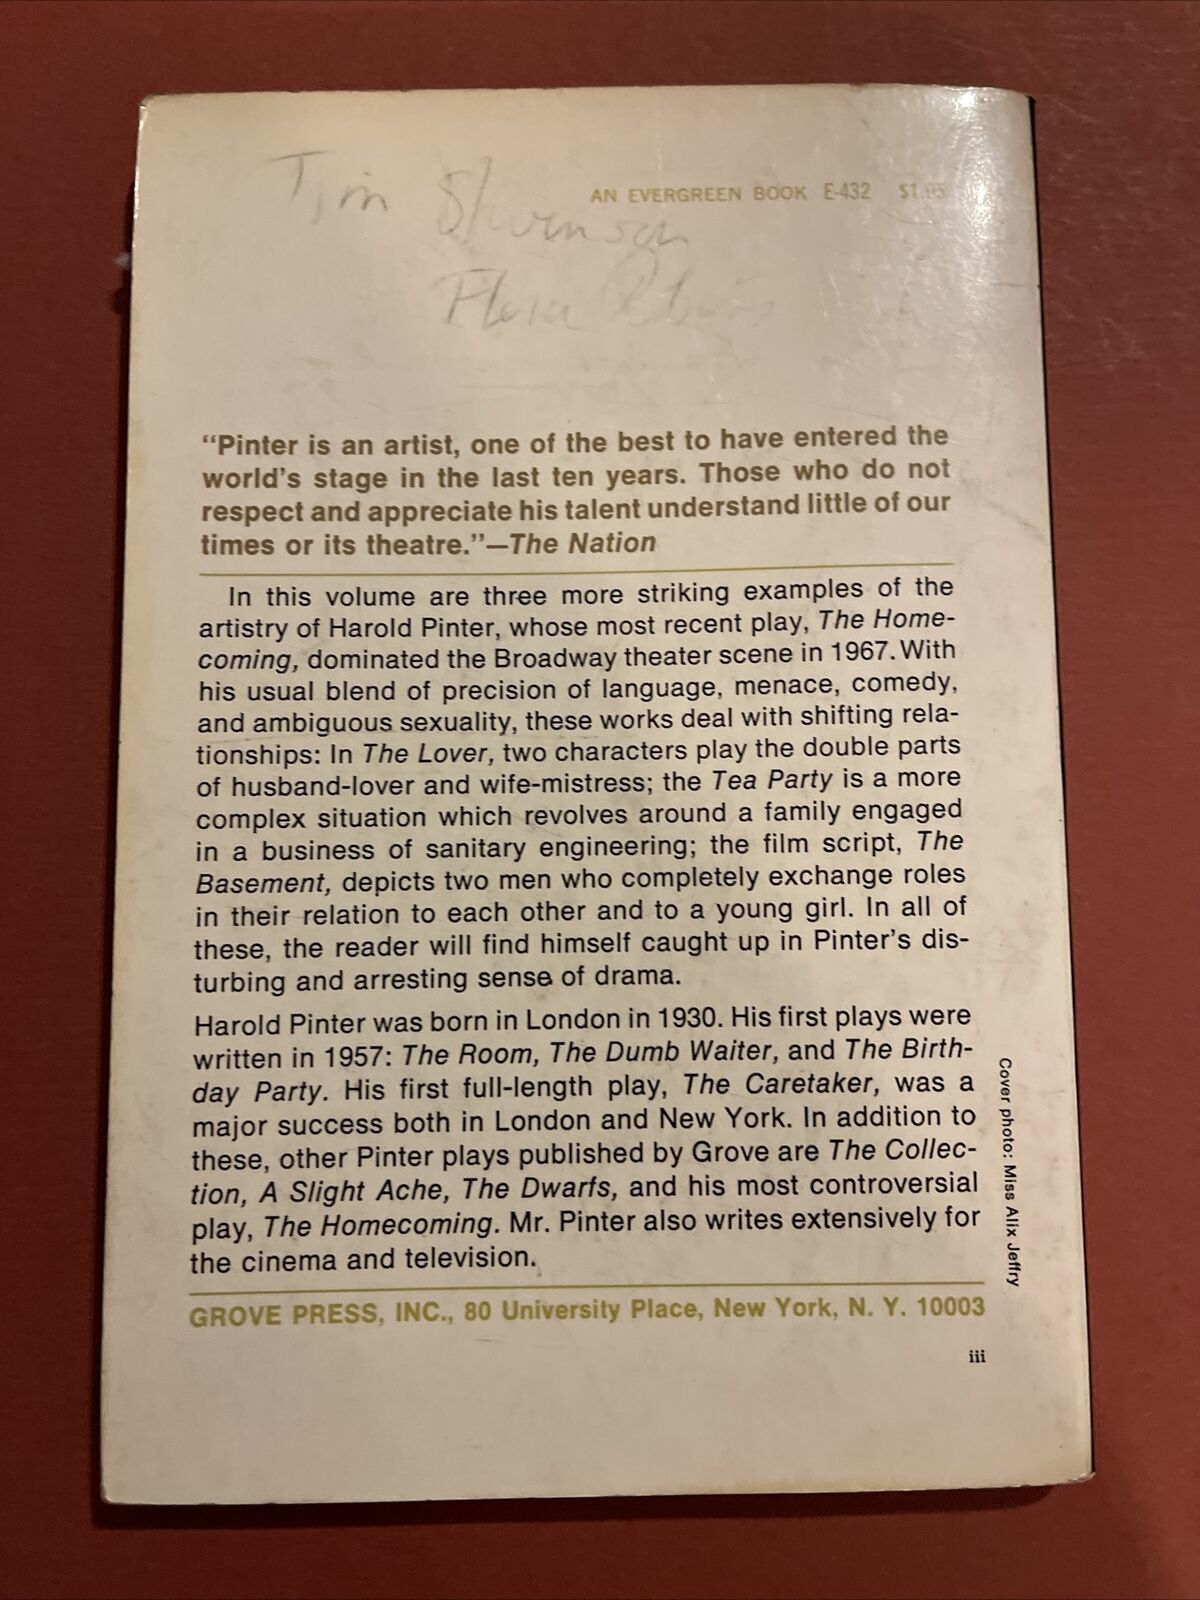 Tim
AN EVERGREEN BOOK E-432 $1.95
“Pinter is an artist, one of the best to have entered the
world's stage in the last ten years. Those who do not
respect and appreciate his talent understand little of our
times or its theatre.”—The Nation
In this volume are three more striking examples of the
artistry of Harold Pinter, whose most recent play, The Home-
coming, dominated the Broadway theater scene in 1967. With
his usual blend of precision of language, menace, comedy,
and ambiguous sexuality, these works deal with shifting rela-
tionships: In The Lover, two characters play the double parts
of husband-lover and wife-mistress; the Tea Party is a more
complex situation which revolves around a family engaged
in a business of sanitary engineering; the film script, The
Basement, depicts two men who completely exchange roles
in their relation to each other and to a young girl. In all of
these, the reader will find himself caught up in Pinter's dis-
turbing and arresting sense of drama.
Harold Pinter was born in London in 1930. His first plays were
written in 1957: The Room, The Dumb Waiter, and The Birth-
day Party. His first full-length play, The Caretaker, was a
major success both in London and New York. In addition to
these, other Pinter plays published by Grove are The Collec-
tion, A Slight Ache, The Dwarfs, and his most controversial
play, The Homecoming. Mr. Pinter also writes extensively for
the cinema and television.
Cover photo: Miss Alix Jeffry
GROVE PRESS, INC., 80 University Place, New York, N. Y. 10003
iii